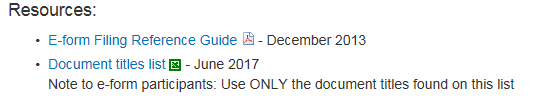 Resources:
• E-form Filing Reference Guide - December 2013
• Document titles list - June 2017
Note to e-form participants: Use ONLY the document titles found on this list